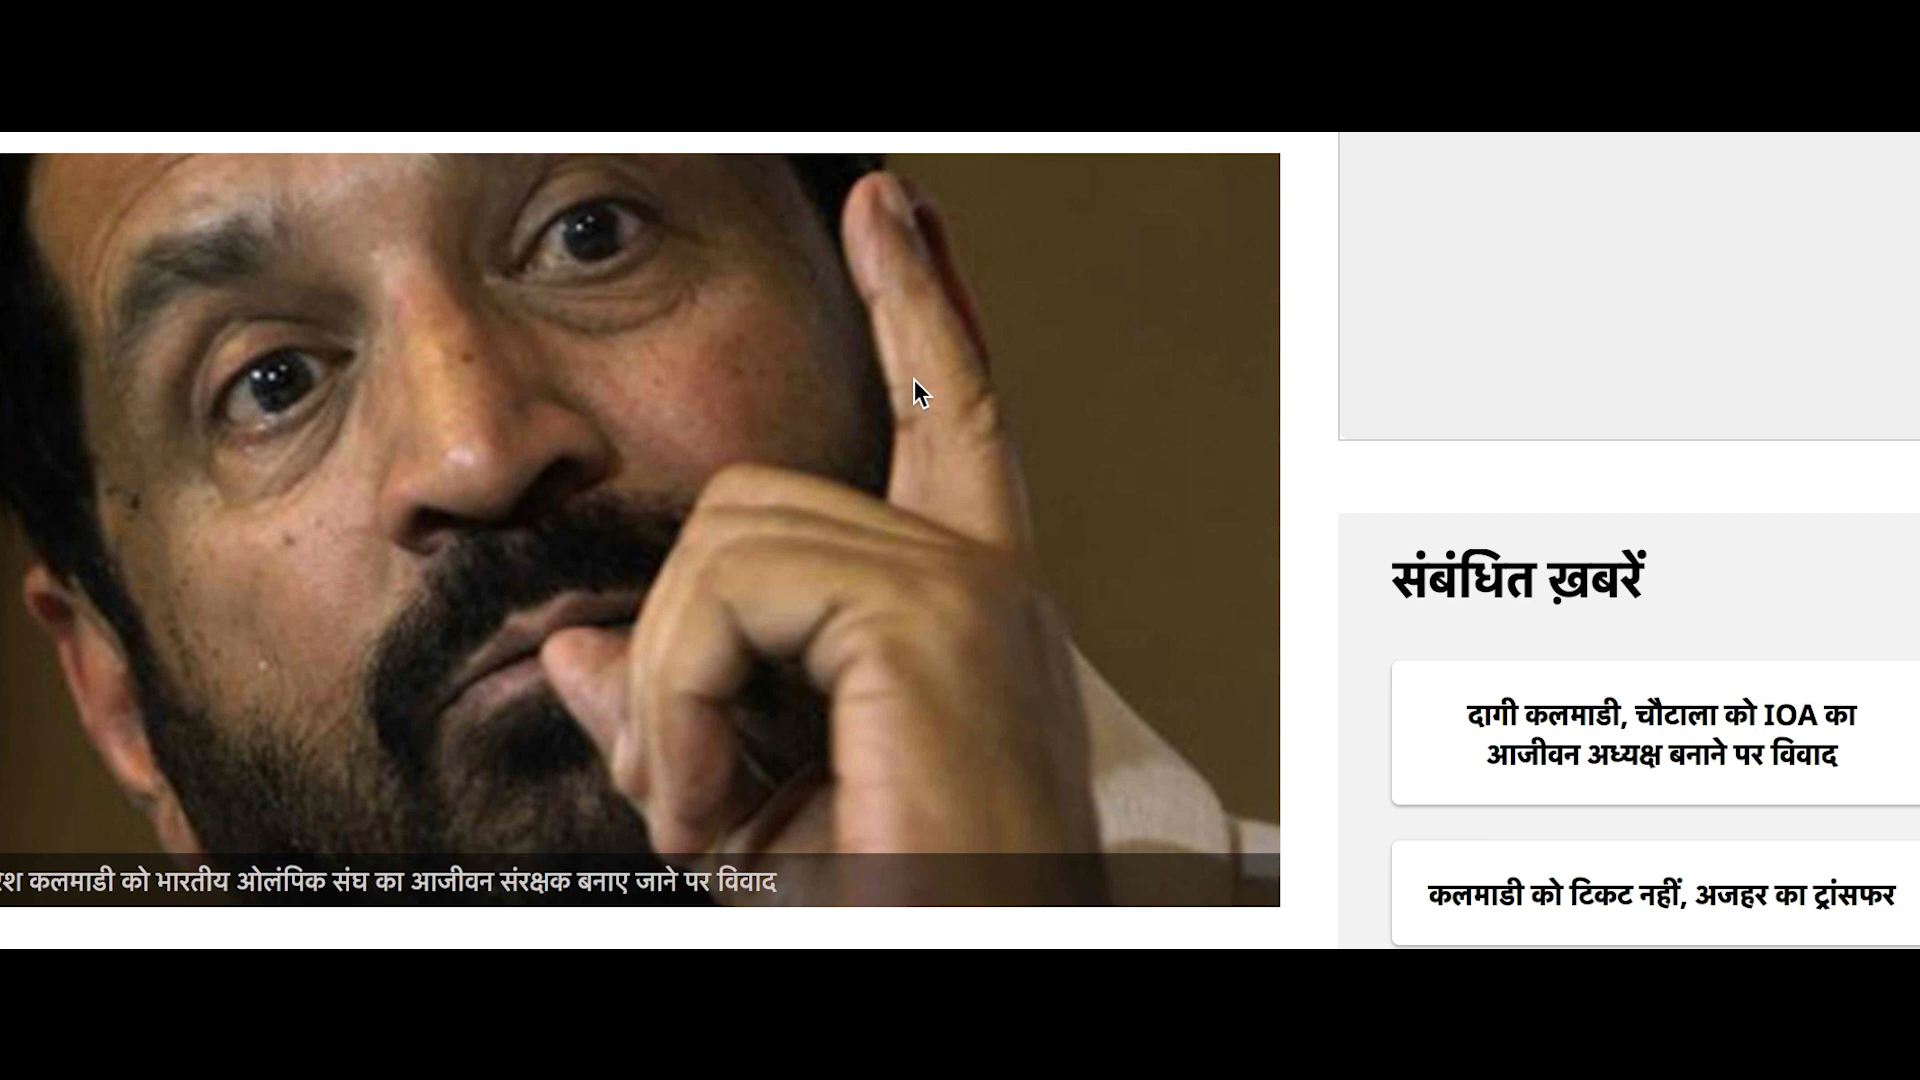 कलमाडी को भारतीय ओलंपिक संघ का आजीवन संरक्षक बनाए जाने पर विवाद
संबंधित ख़बरें
दागी कलमाडी, चौटाला को IOA का
आजीवन अध्यक्ष बनाने पर विवाद
कलमाडी को टिकट नहीं, अजहर का ट्रांसफर